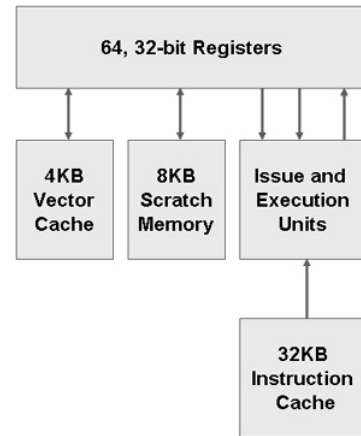 64, 32-bit Registers
4KB
Vector
Cache
8KB
Scratch
Memory
Issue and
Execution
Units
32KB
Instruction
Cache